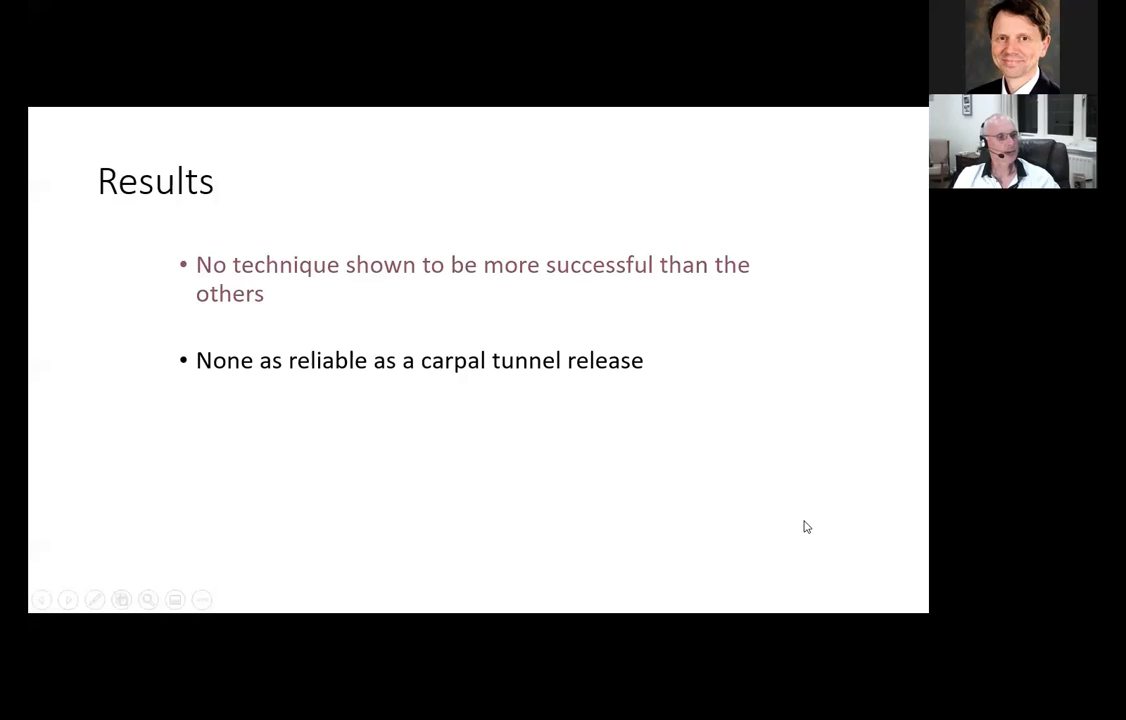 Results
• No technique shown to be more successful than the
others
• None as reliable as a carpal tunnel release